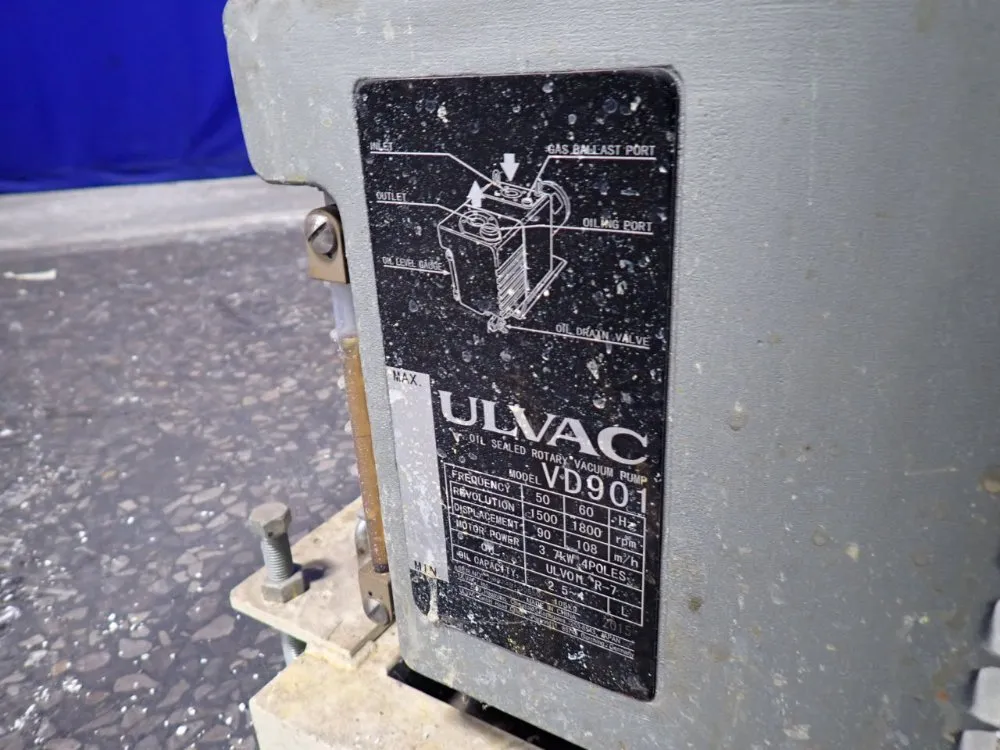 INLET
GAS BALLAST PORT
OUTLET
OILING PORT
OIL LEVEL GAUGE
OIL DRAIN VALVE
MAX.
ULVAC
OIL SEALED ROTARY VACUUM PUMP
MODEL VD901
FREQUENCY 50 60 Hz
REVOLUTION 1500 1800 rpm
DISPLACEMENT 90 108 m³/h
MOTOR POWER 3.7kW 4POLES
OIL ULVOIL R-7
OIL CAPACITY 2.5-4 L
MIN
2015